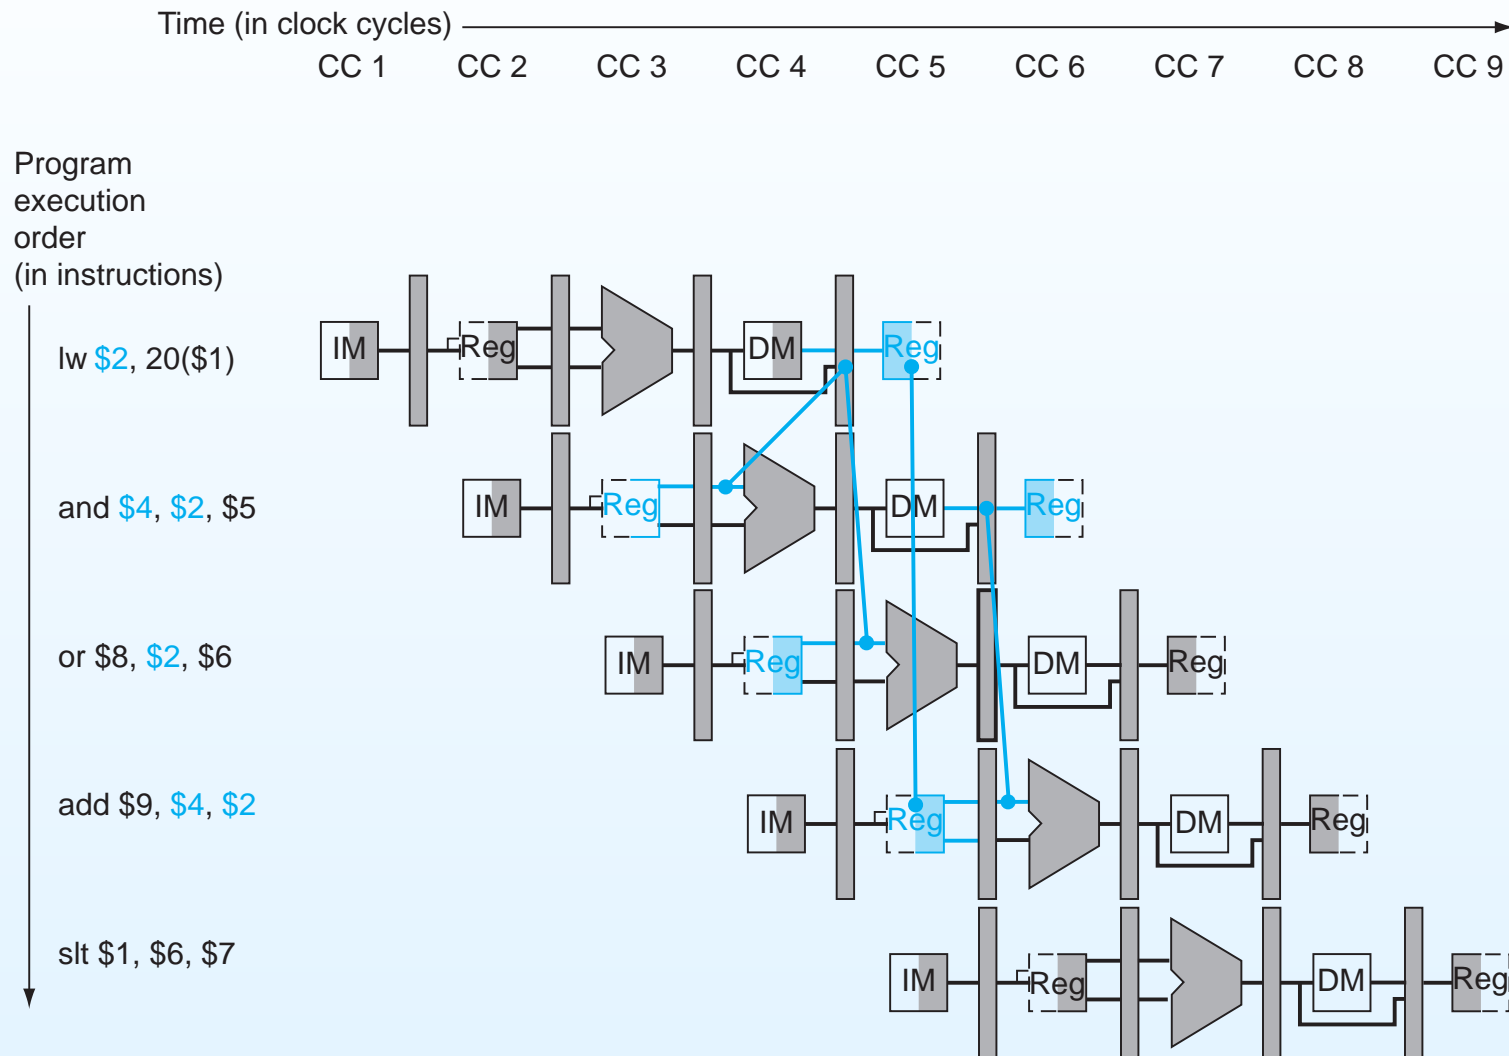 Time (in clock cycles)
CC 1 CC 2 CC 3 CC 4 CC 5 CC 6 CC 7 CC 8 CC 9
Program
execution
order
(in instructions)
lw $2, 20($1)
IM Reg DM Reg
and $4, $2, $5
IM Reg DM Reg
or $8, $2, $6
IM Reg DM Reg
add $9, $4, $2
IM Reg DM Reg
slt $1, $6, $7
IM Reg DM Reg